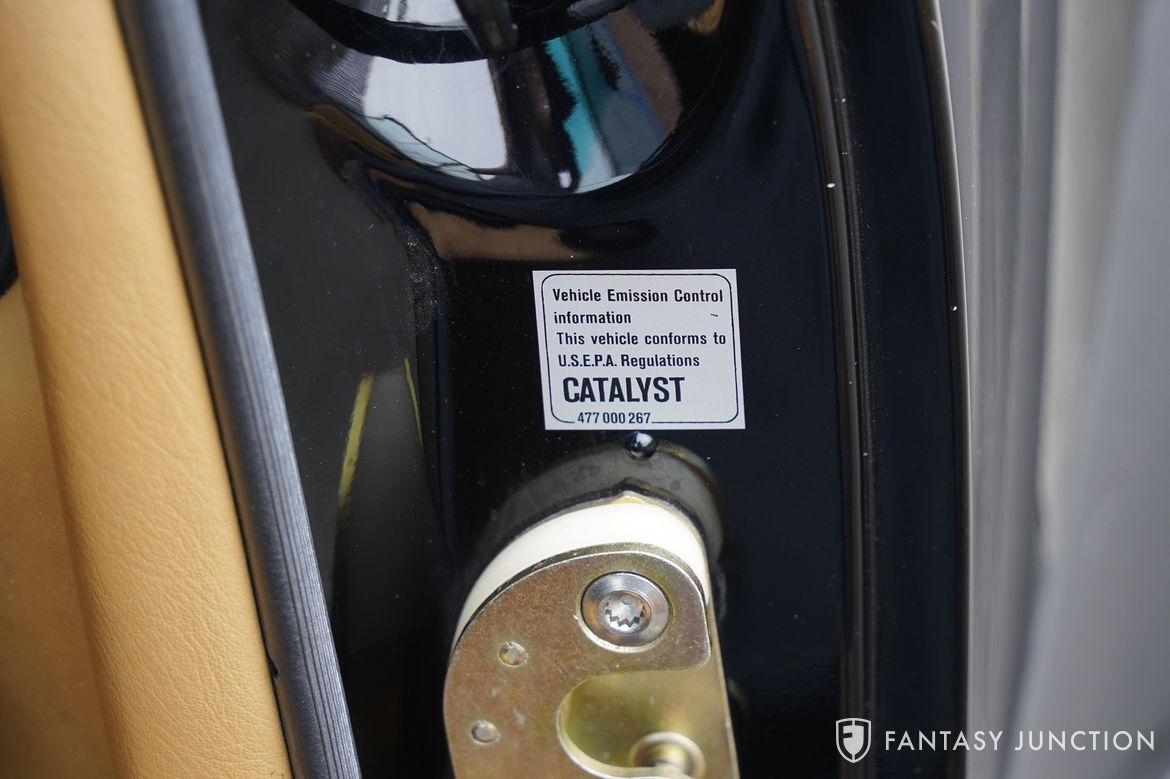 Vehicle Emission Control
information
This vehicle conforms to
U.S.E.P.A. Regulations
CATALYST
477 000 267
FANTASY JUNCTION